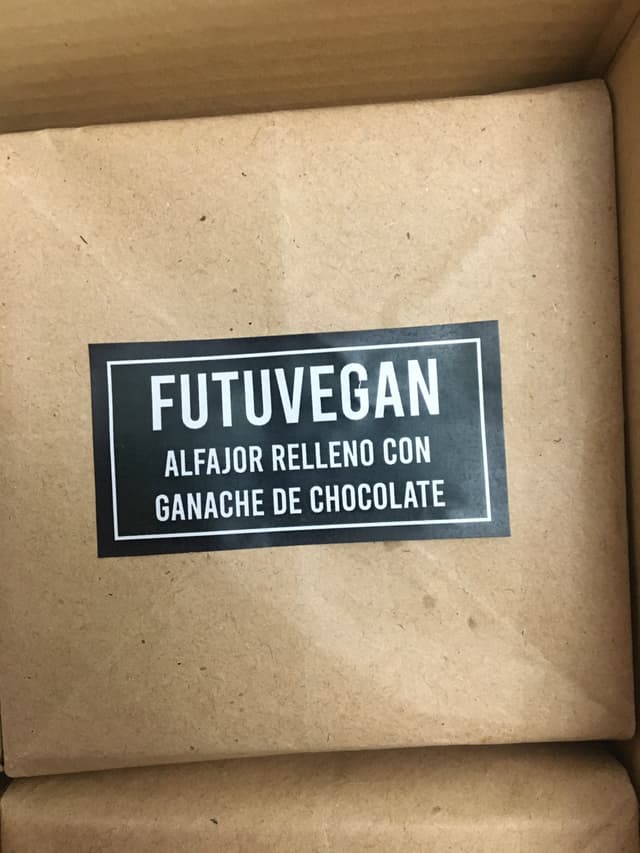 FUTUVEGAN
ALFAJOR RELLENO CON
GANACHE DE CHOCOLATE